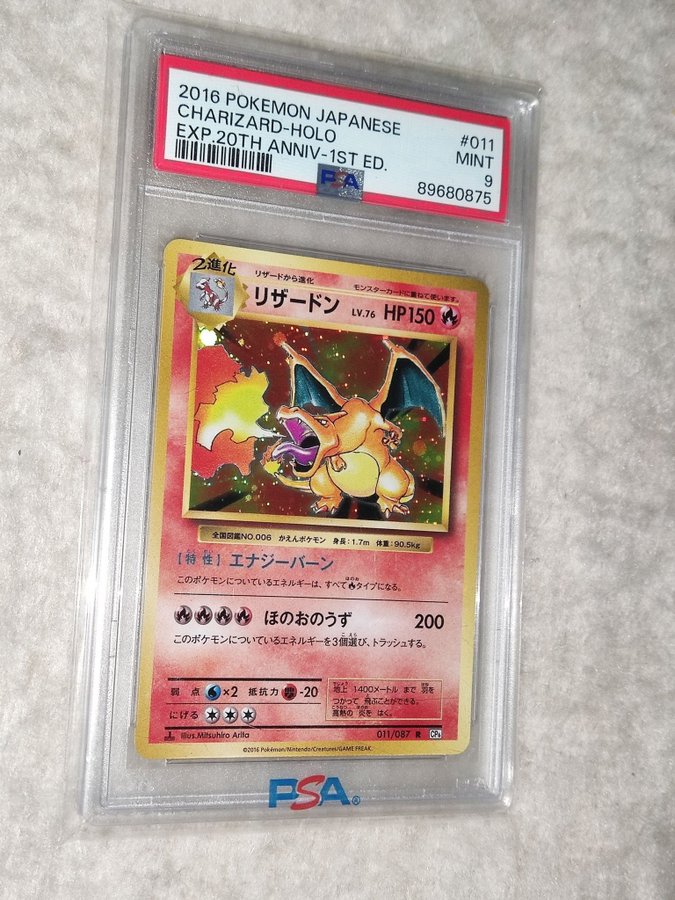 2016 POKEMON JAPANESE #011
CHARIZARD-HOLO MINT
EXP.20TH ANNIV-1ST ED. 9
PSA 89680875
2進化
リザードから進化
モンスターカードに重ねて使います。
リザードン LV.76 HP150
全国図鑑NO.006 かえんポケモン 身長:1.7m 体重:90.5kg
[特性] エナジーバーン
このポケモンについているエネルギーは、すべてタイプになる。
ほのおのうず 200
このポケモンについているエネルギーを3個選び、トラッシュする。
弱点 ×2 抵抗力 -20
にげる
地上 1400メートル まで 羽を
つかって 飛ぶことができる。
高熱の 炎を はく。
Illus.Mitsuhiro Arita
011/087 R CP6
©2016 Pokémon/Nintendo/Creatures/GAME FREAK.
PSA®